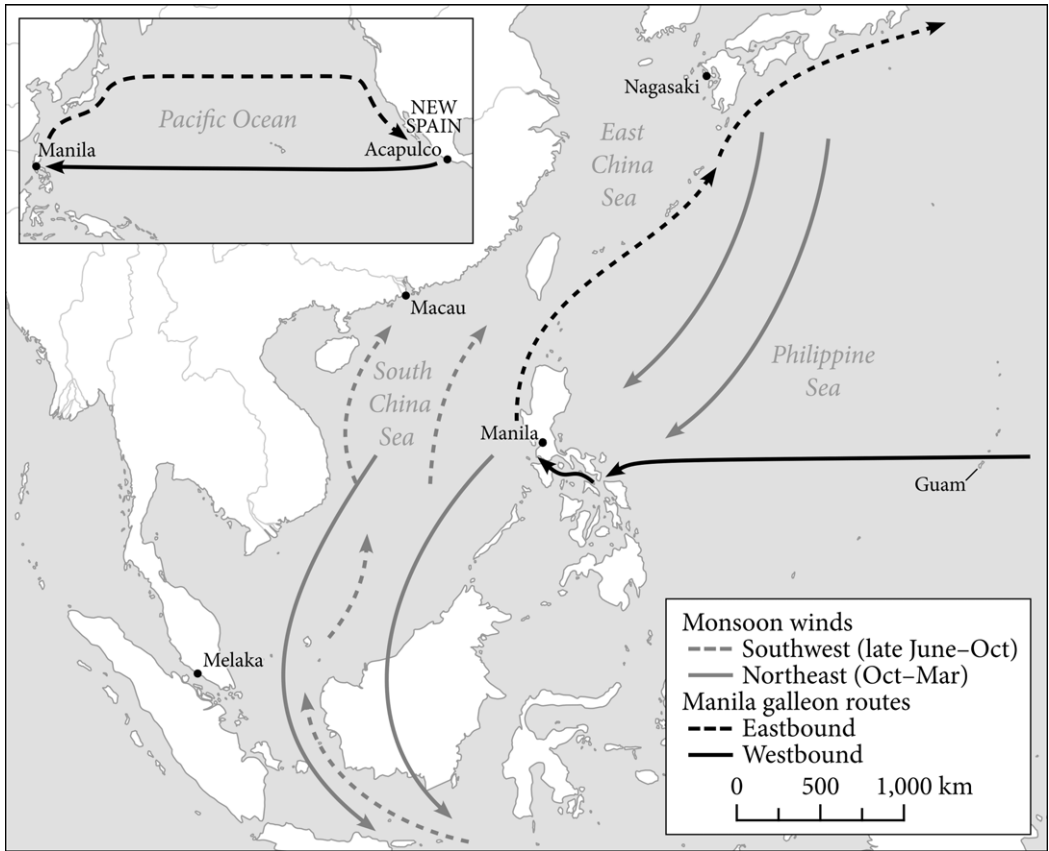 Pacific Ocean
NEW
SPAIN
Manila
Acapulco
Nagasaki
East
China
Sea
Macau
South
China
Sea
Philippine
Sea
Manila
Guam
Melaka
Monsoon winds
Southwest (late June–Oct)
Northeast (Oct–Mar)
Manila galleon routes
Eastbound
Westbound
0 500 1,000 km